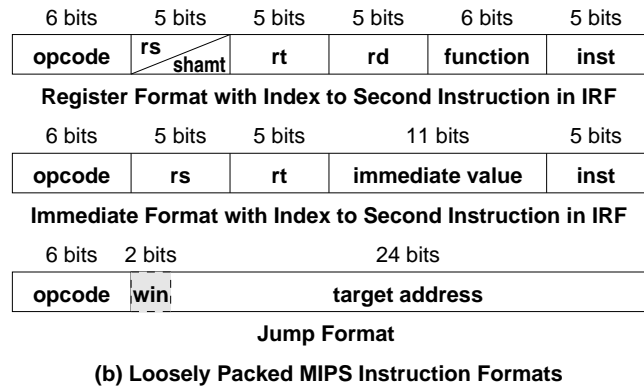 6 bits 5 bits 5 bits 5 bits 6 bits 5 bits
opcode rs shamt rt rd function inst
Register Format with Index to Second Instruction in IRF
6 bits 5 bits 5 bits 11 bits 5 bits
opcode rs rt immediate value inst
Immediate Format with Index to Second Instruction in IRF
6 bits 2 bits 24 bits
opcode win target address
Jump Format
(b) Loosely Packed MIPS Instruction Formats